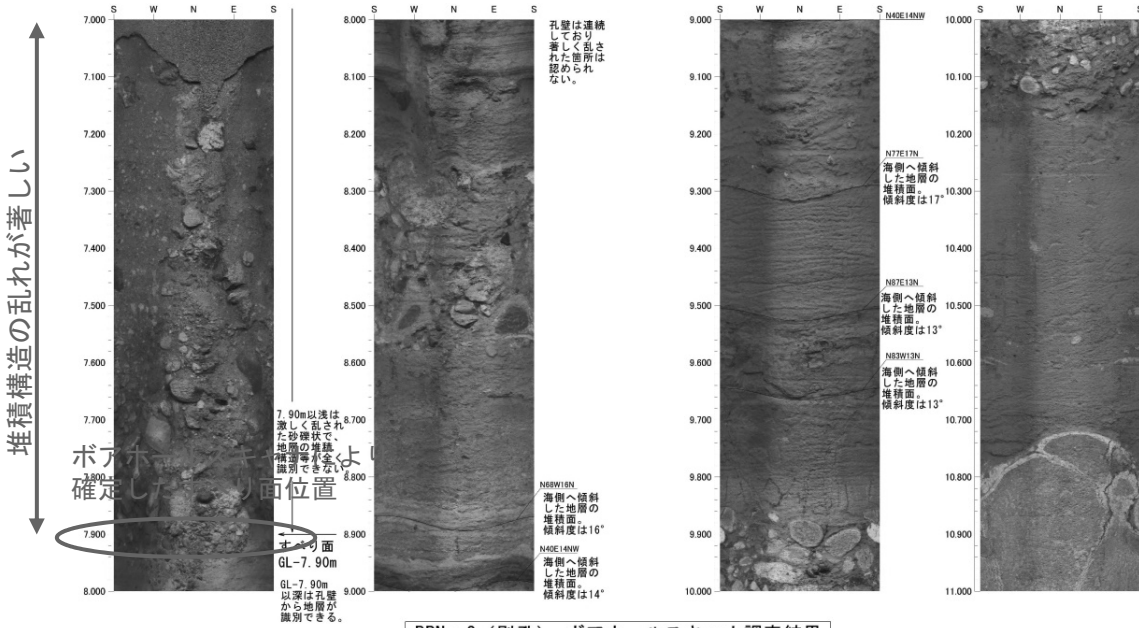 S W N E S
7.000
7.100
7.200
7.300
7.400
7.500
7.600
7.700
7.800
7.900
8.000
堆積構造の乱れが著しい
7.90m以浅は
激しく乱され
た砂礫状で、
地層の堆積
構造等が全く
識別できない
ボアホールスキャナにより
確定したすべり面位置
すべり面
GL-7.90m
GL-7.90m
以深は孔壁
から地層が
識別できる。
S W N E S
8.000
8.100
8.200
8.300
8.400
8.500
8.600
8.700
8.800
8.900
9.000
孔壁は連続
しており
著しく乱さ
れた箇所は
認められ
ない。
N68W16N
海側へ傾斜
した地層の
堆積面。
傾斜度は16°
N40E14NW
海側へ傾斜
した地層の
堆積面。
傾斜度は14°
S W N E S
9.000
9.100
9.200
9.300
9.400
9.500
9.600
9.700
9.800
9.900
10.000
N40E14NW
N77E17N
海側へ傾斜
した地層の
堆積面。
傾斜度は17°
N87E13N
海側へ傾斜
した地層の
堆積面。
傾斜度は13°
N83W13N
海側へ傾斜
した地層の
堆積面。
傾斜度は13°
S W N E S
10.000
10.100
10.200
10.300
10.400
10.500
10.600
10.700
10.800
10.900
11.000